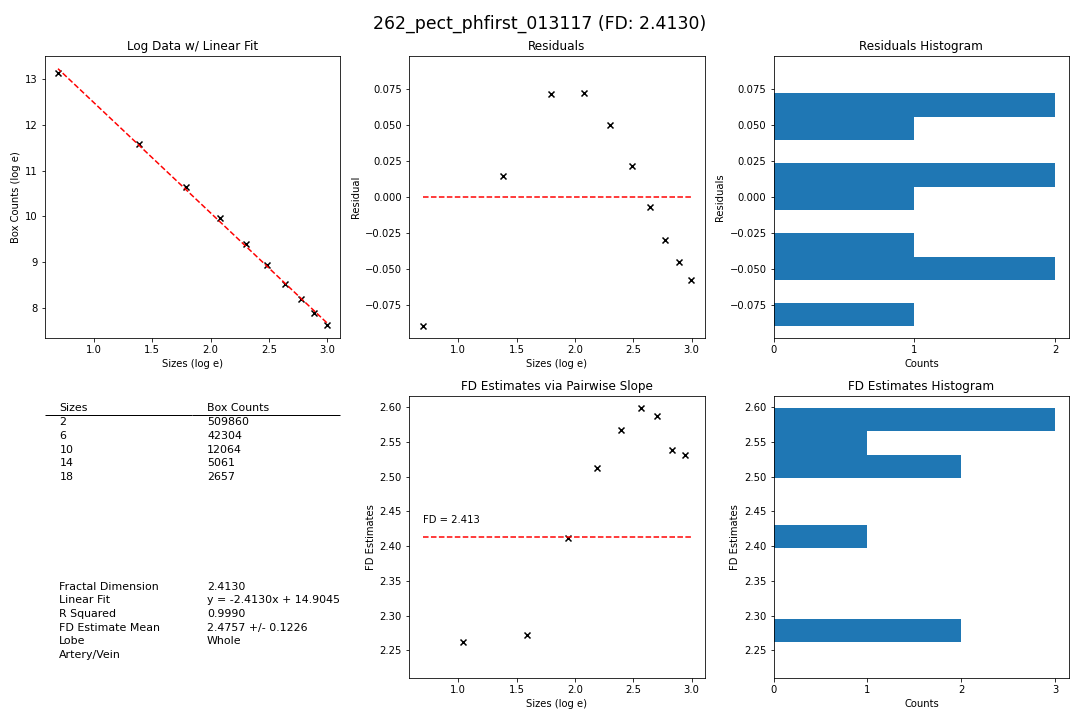 262_pect_phfirst_013117 (FD: 2.4130)
Log Data w/ Linear Fit
13
12
11
10
9
8
Box Counts (log e)
1.0 1.5 2.0 2.5 3.0
Sizes (log e)
Residuals
0.075
0.050
0.025
0.000
−0.025
−0.050
−0.075
Residual
1.0 1.5 2.0 2.5 3.0
Sizes (log e)
Residuals Histogram
0.075
0.050
0.025
0.000
−0.025
−0.050
−0.075
Residuals
0 1 2
Counts
Sizes Box Counts
2 509860
6 42304
10 12064
14 5061
18 2657
Fractal Dimension 2.4130
Linear Fit y = -2.4130x + 14.9045
R Squared 0.9990
FD Estimate Mean 2.4757 +/- 0.1226
Lobe Whole
Artery/Vein
FD Estimates via Pairwise Slope
2.60
2.55
2.50
2.45
2.40
2.35
2.30
2.25
FD Estimates
FD = 2.413
1.0 1.5 2.0 2.5 3.0
Sizes (log e)
FD Estimates Histogram
2.60
2.55
2.50
2.45
2.40
2.35
2.30
2.25
FD Estimates
0 1 2 3
Counts